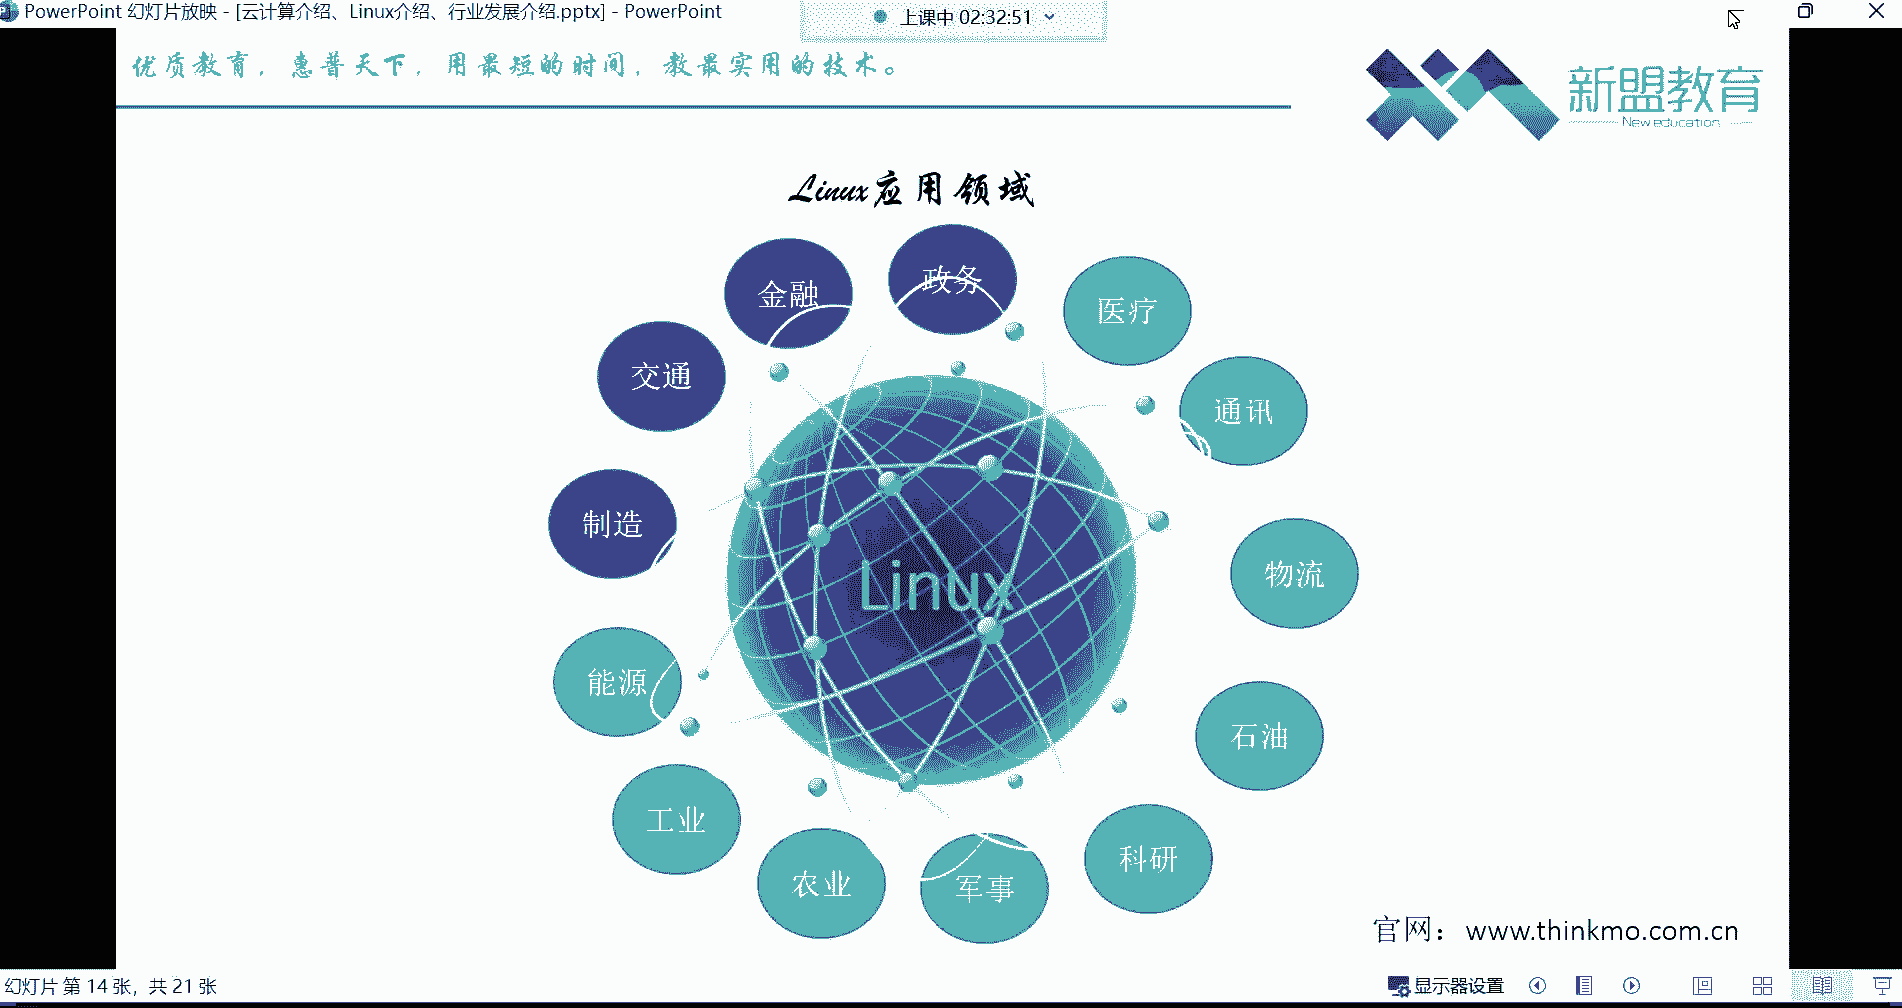 PowerPoint 幻灯片放映 - [云计算介绍、Linux介绍、行业发展介绍.pptx] - PowerPoint
上课中 02:32:51
优质教育，惠普天下，用最短的时间，教最实用的技术。
新盟教育
New education
Linux应用领域
金融
政务
医疗
交通
通讯
制造
物流
Linux
能源
石油
工业
科研
农业
军事
官网：www.thinkmo.com.cn
幻灯片 第 14 张，共 21 张
显示器设置